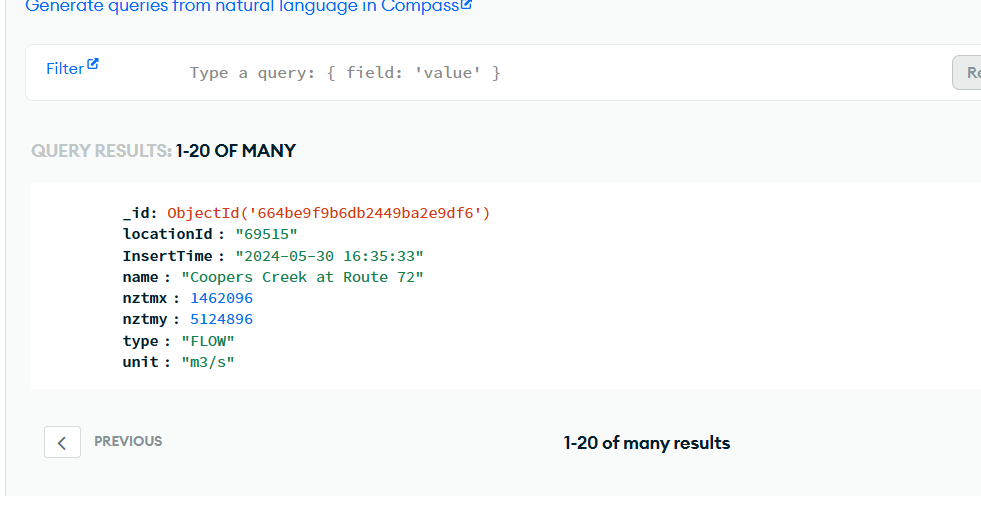 Generate queries from natural language in Compass
Filter
Type a query: { field: 'value' }
Re
QUERY RESULTS: 1-20 OF MANY
_id: ObjectId('664be9f9b6db2449ba2e9df6')
locationId : "69515"
InsertTime : "2024-05-30 16:35:33"
name : "Coopers Creek at Route 72"
nztmx : 1462096
nztmy : 5124896
type : "FLOW"
unit : "m3/s"
PREVIOUS
1-20 of many results